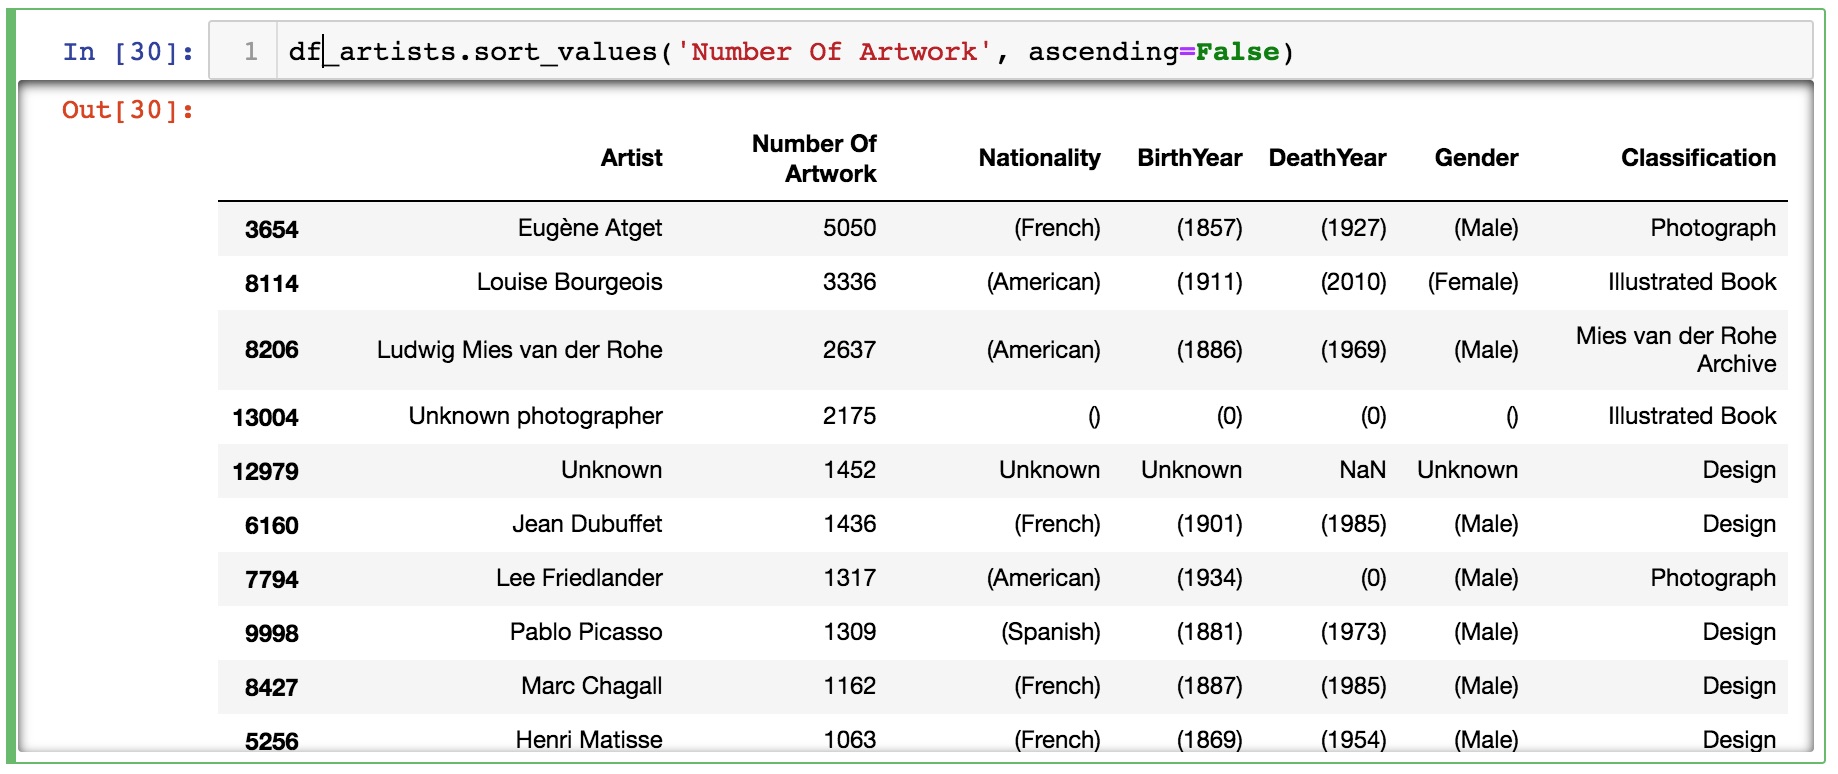 In [30]: 1 df_artists.sort_values('Number Of Artwork', ascending=False)
Out[30]:
Artist Number Of Artwork Nationality BirthYear DeathYear Gender Classification
3654 Eugène Atget 5050 (French) (1857) (1927) (Male) Photograph
8114 Louise Bourgeois 3336 (American) (1911) (2010) (Female) Illustrated Book
8206 Ludwig Mies van der Rohe 2637 (American) (1886) (1969) (Male) Mies van der Rohe Archive
13004 Unknown photographer 2175 () (0) (0) () Illustrated Book
12979 Unknown 1452 Unknown Unknown NaN Unknown Design
6160 Jean Dubuffet 1436 (French) (1901) (1985) (Male) Design
7794 Lee Friedlander 1317 (American) (1934) (0) (Male) Photograph
9998 Pablo Picasso 1309 (Spanish) (1881) (1973) (Male) Design
8427 Marc Chagall 1162 (French) (1887) (1985) (Male) Design
5256 Henri Matisse 1063 (French) (1869) (1954) (Male) Design